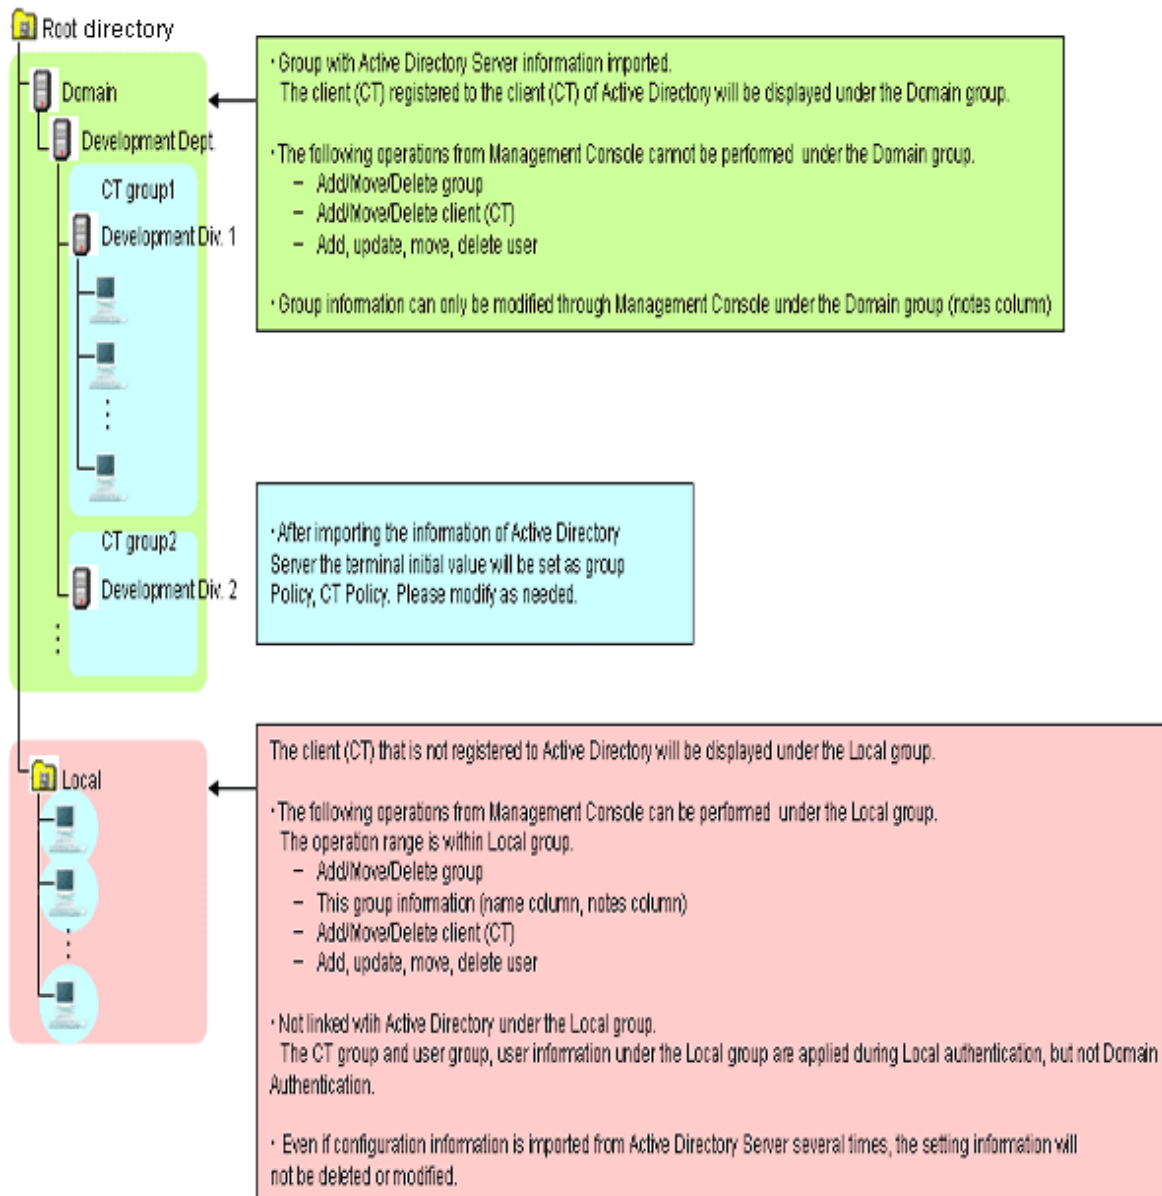 Root directory
Domain
Development Dept.
CT group1
Development Div. 1
CT group2
Development Div. 2
Local
・Group with Active Directory Server information imported.
The client (CT) registered to the client (CT) of Active Directory will be displayed under the Domain group.
・The following operations from Management Console cannot be performed under the Domain group.
– Add/Move/Delete group
– Add/Move/Delete client (CT)
– Add, update, move, delete user
・Group information can only be modified through Management Console under the Domain group (notes column)
・After importing the information of Active Directory
Server the terminal initial value will be set as group
Policy, CT Policy. Please modify as needed.
The client (CT) that is not registered to Active Directory will be displayed under the Local group.
・The following operations from Management Console can be performed under the Local group.
The operation range is within Local group.
– Add/Move/Delete group
– This group information (name column, notes column)
– Add/Move/Delete client (CT)
– Add, update, move, delete user
・Not linked wtih Active Directory under the Local group.
The CT group and user group, user information under the Local group are applied during Local authentication, but not Domain
Authentication.
・ Even if configuration information is imported from Active Directory Server several times, the setting information will
not be deleted or modified.